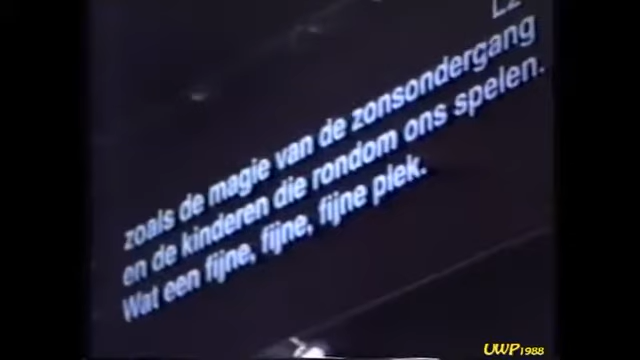 L2
zoals de magie van de zonsondergang
en de kinderen die rondom ons spelen.
Wat een fijne, fijne, fijne plek.
UWP1988